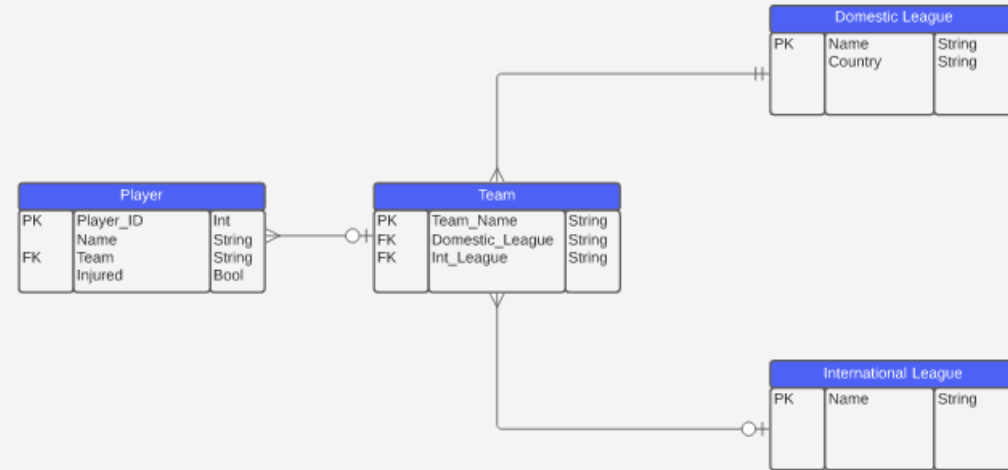 Domestic League
PK Name String
Country String
Player
PK Player_ID Int
Name String
FK Team String
Injured Bool
Team
PK Team_Name String
FK Domestic_League String
FK Int_League String
International League
PK Name String